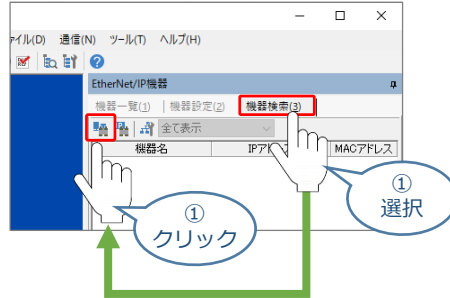 ァイル(D) 通信(N) ツール(T) ヘルプ(H)
EtherNet/IP機器
機器一覧(1) 機器設定(2) 機器検索(3)
全て表示
機器名 IPアド MACアドレス
①
選択
①
クリック